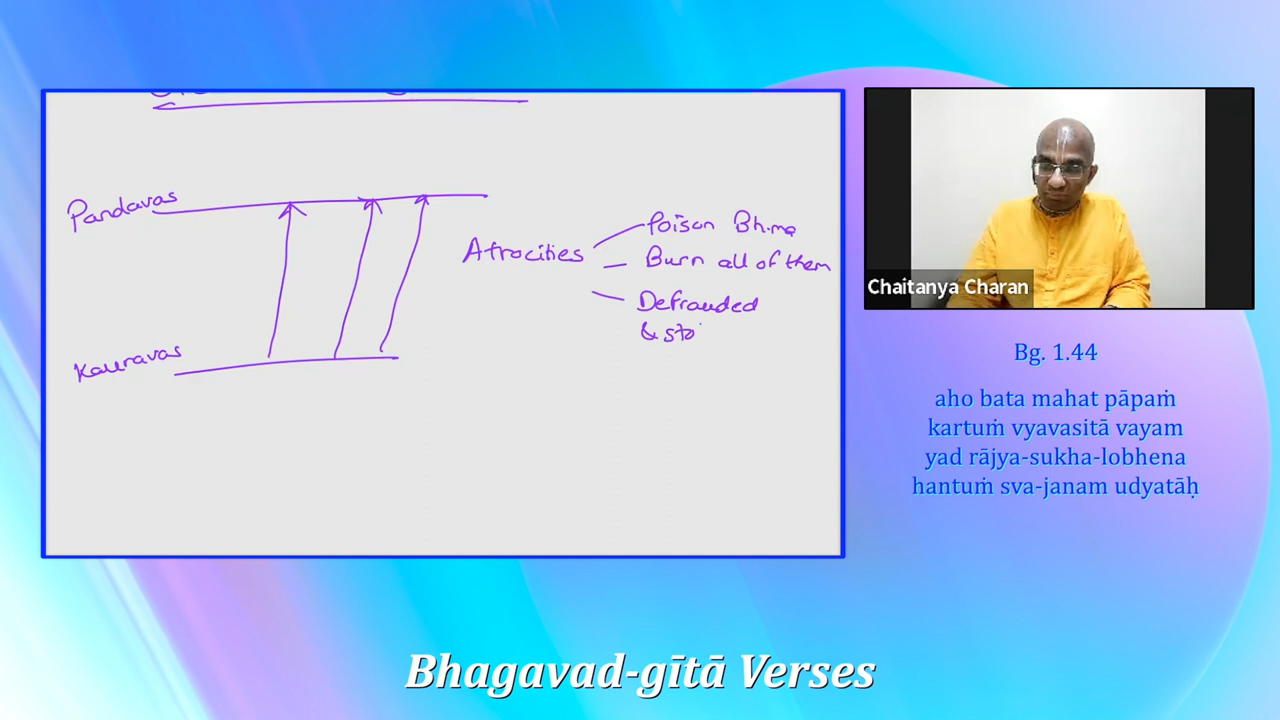 Pandavas
Kauravas
Atrocities
Poison Bhima
Burn all of them
Defrauded
& sto
Chaitanya Charan
Bg. 1.44
aho bata mahat pāpaṁ
kartuṁ vyavasitā vayam
yad rājya-sukha-lobhena
hantuṁ sva-janam udyatāḥ
Bhagavad-gītā Verses